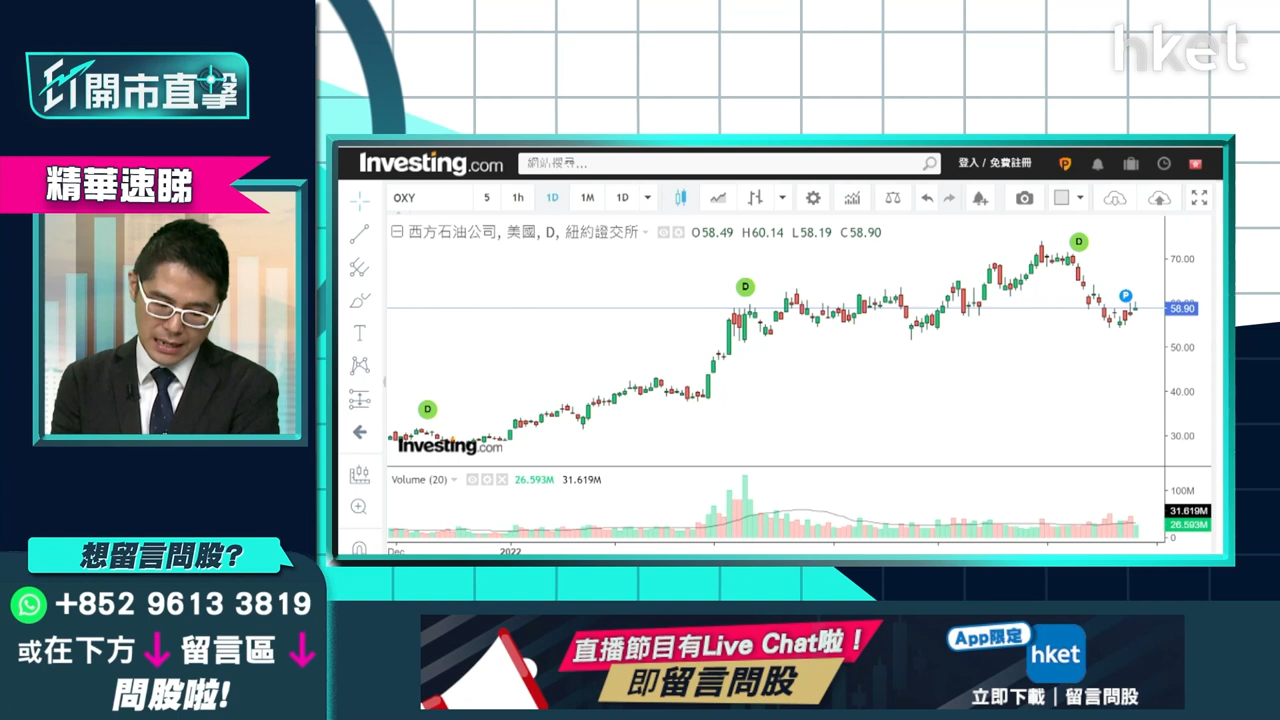 hket
ET開市直擊
精華速睇
Investing.com
網站搜尋...
登入 / 免費註冊
OXY
5
1h
1D
1M
1D
西方石油公司, 美國, D, 紐約證交所
O58.49 H60.14 L58.19 C58.90
D
D
D
P
70.00
58.90
50.00
40.00
30.00
Investing.com
Volume (20)
26.593M
31.619M
100M
31.619M
26.593M
0
Dec
2022
想留言問股?
+852 9613 3819
或在下方
留言區
問股啦!
直播節目有Live Chat啦!
即留言問股
App限定
hket
立即下載 | 留言問股